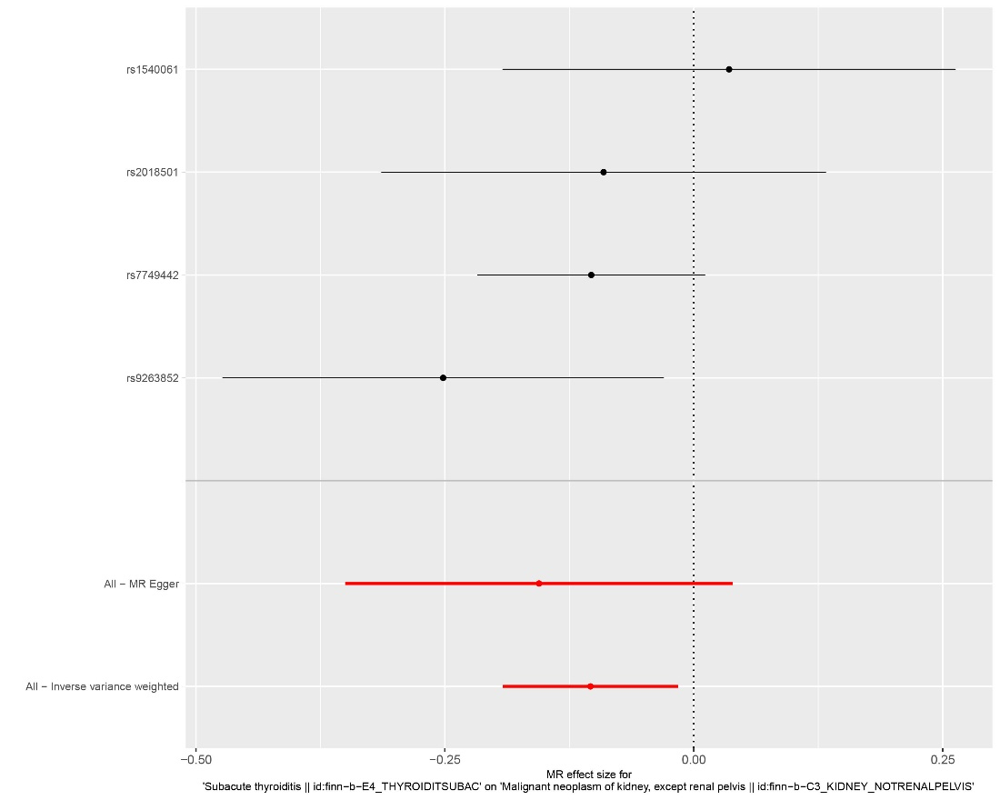 rs1540061
rs2018501
rs7749442
rs9263852
All − MR Egger
All − Inverse variance weighted
−0.50 −0.25 0.00 0.25
MR effect size for
'Subacute thyroiditis || id:finn−b−E4_THYROIDITSUBAC' on 'Malignant neoplasm of kidney, except renal pelvis || id:finn−b−C3_KIDNEY_NOTRENALPELVIS'